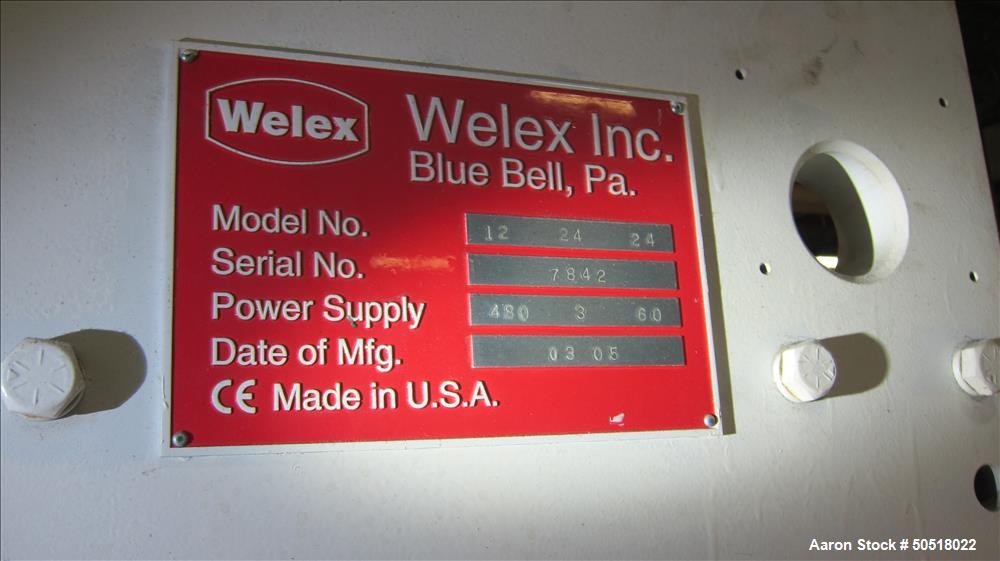 Welex
Welex Inc.
Blue Bell, Pa.
Model No. 12 24 24
Serial No. 7842
Power Supply 480 3 60
Date of Mfg. 03 05
CE Made in U.S.A.
Aaron Stock # 50518022